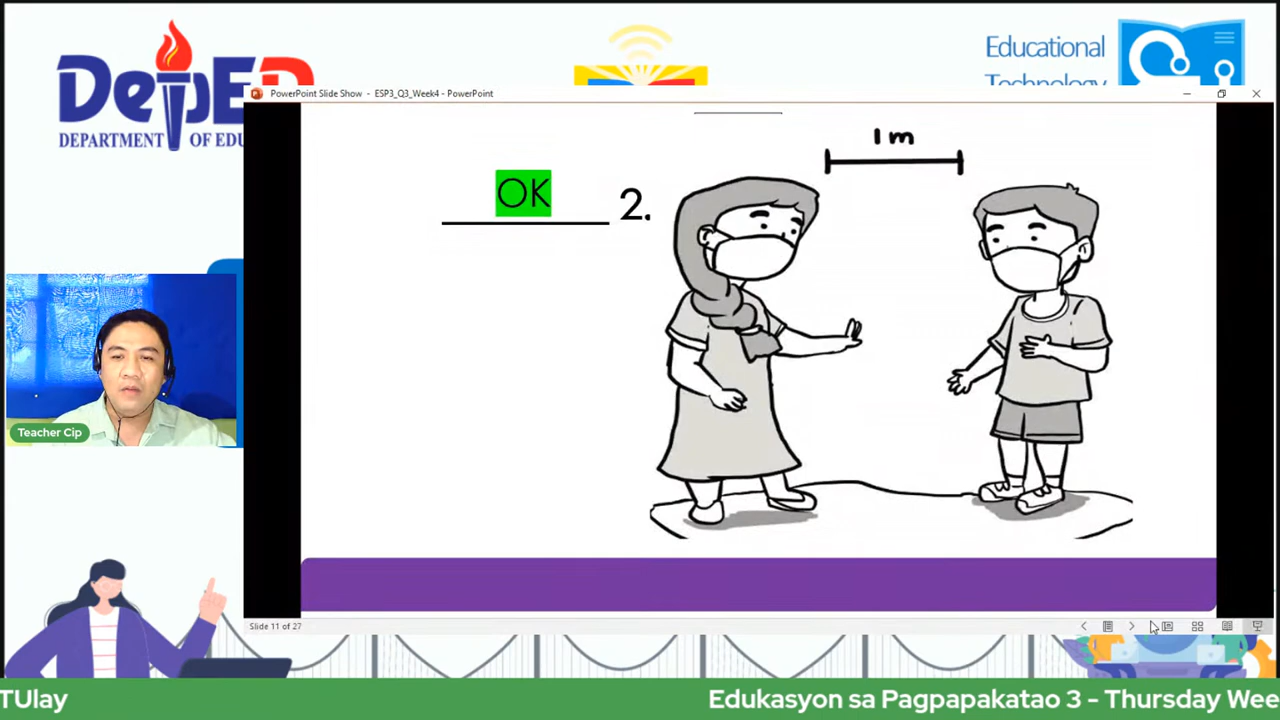 DepED
DEPARTMENT OF EDU
Educational
Technology
PowerPoint Slide Show - ESP3_Q3_Week4 - PowerPoint
1 m
OK 2.
Teacher Cip
Slide 11 of 27
TUlay
Edukasyon sa Pagpapakatao 3 - Thursday Wee